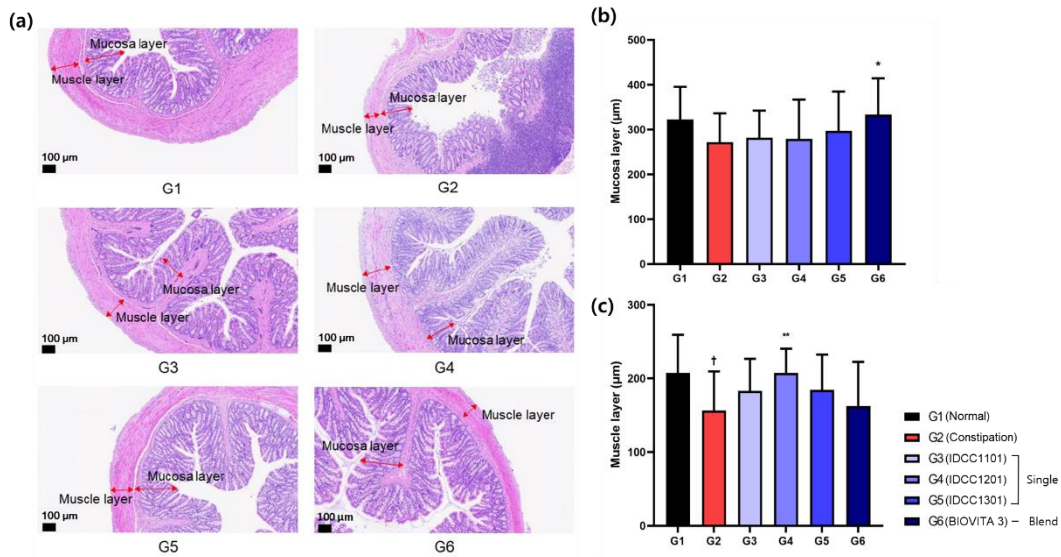 (a)
Mucosa layer
Muscle layer
100 µm
G1
Mucosa layer
Muscle layer
100 µm
G2
Mucosa layer
Muscle layer
100 µm
G3
Muscle layer
Mucosa layer
100 µm
G4
Mucosa layer
Muscle layer
100 µm
G5
Muscle layer
Mucosa layer
100 µm
G6
(b)
Mucosa layer (µm)
500
400
300
200
100
0
*
G1 G2 G3 G4 G5 G6
(c)
Muscle layer (µm)
300
200
100
0
†
**
G1 G2 G3 G4 G5 G6
G1 (Normal)
G2 (Constipation)
G3 (IDCC1101)
G4 (IDCC1201)
G5 (IDCC1301)
Single
G6 (BIOVITA 3) – Blend